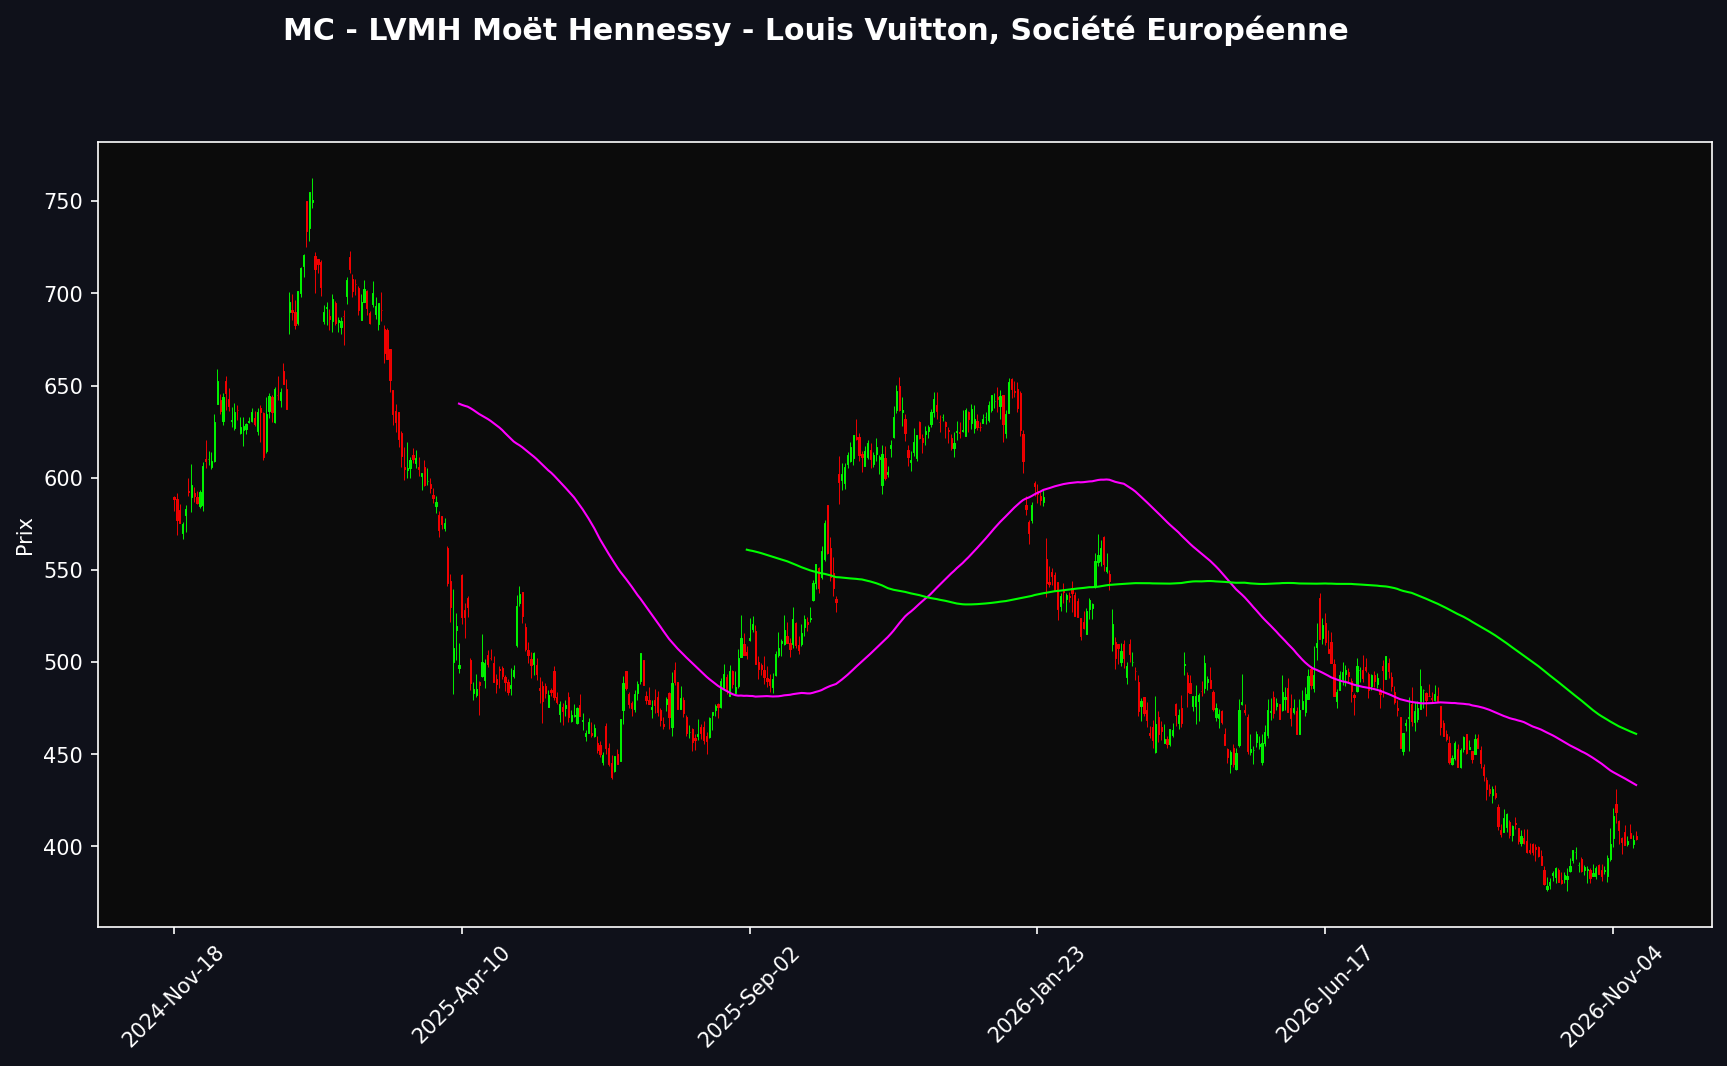 MC - LVMH Moët Hennessy - Louis Vuitton, Société Européenne
Prix
750
700
650
600
550
500
450
400
2024-Nov-18
2025-Apr-10
2025-Sep-02
2026-Jan-23
2026-Jun-17
2026-Nov-04